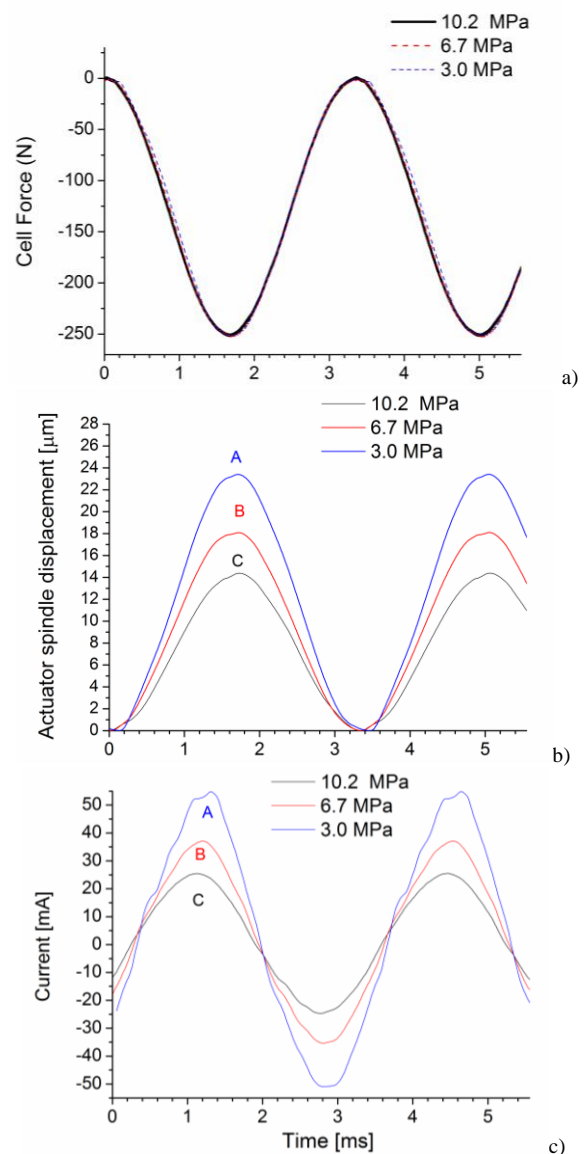 10.2 MPa
6.7 MPa
3.0 MPa
Cell Force (N)
0
-50
-100
-150
-200
-250
0 1 2 3 4 5
a)
10.2 MPa
6.7 MPa
3.0 MPa
Actuator spindle displacement [µm]
28
26
24
22
20
18
16
14
12
10
8
6
4
2
0
A
B
C
0 1 2 3 4 5
b)
10.2 MPa
6.7 MPa
3.0 MPa
Current [mA]
50
40
30
20
10
0
-10
-20
-30
-40
-50
A
B
C
0 1 2 3 4 5
Time [ms]
c)